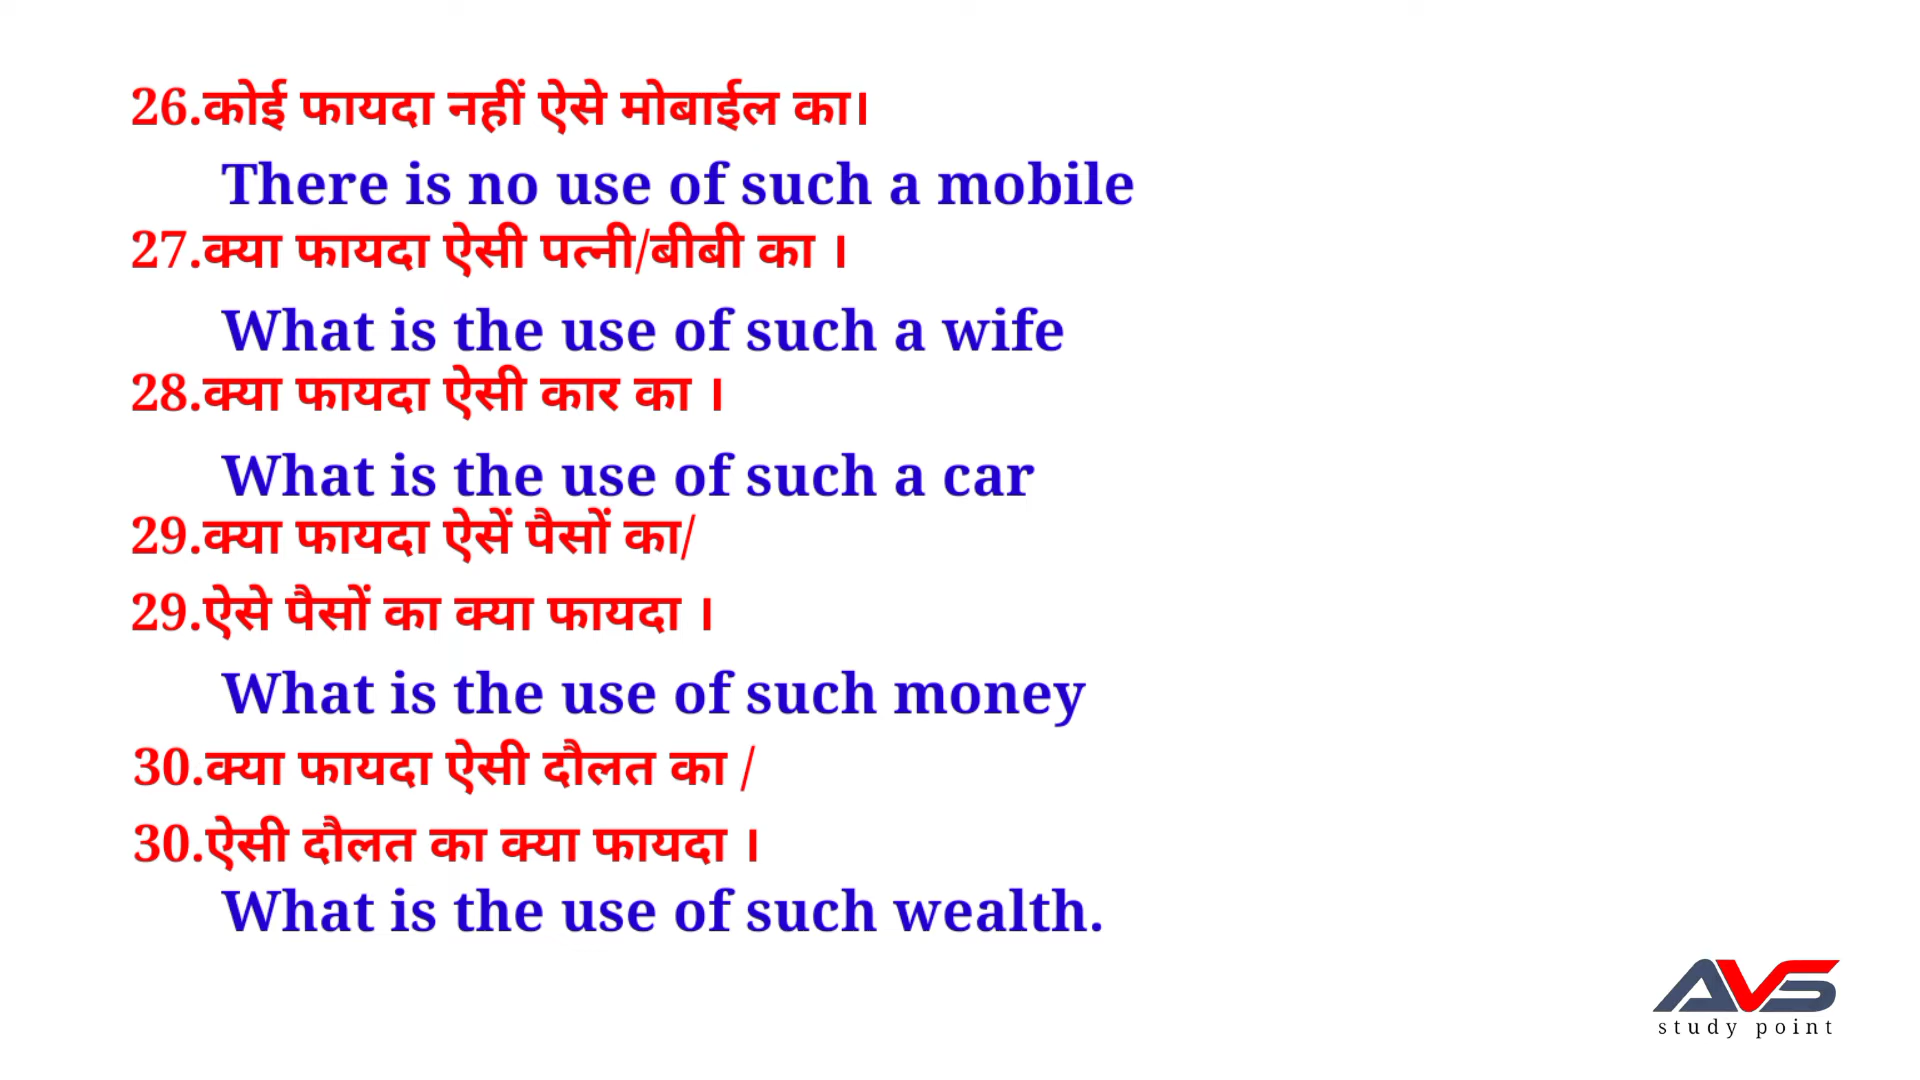 26.कोई फायदा नहीं ऐसे मोबाईल का।
There is no use of such a mobile
27.क्या फायदा ऐसी पत्नी/बीबी का ।
What is the use of such a wife
28.क्या फायदा ऐसी कार का ।
What is the use of such a car
29.क्या फायदा ऐसें पैसों का/
29.ऐसे पैसों का क्या फायदा ।
What is the use of such money
30.क्या फायदा ऐसी दौलत का /
30.ऐसी दौलत का क्या फायदा ।
What is the use of such wealth.
AVS
study point